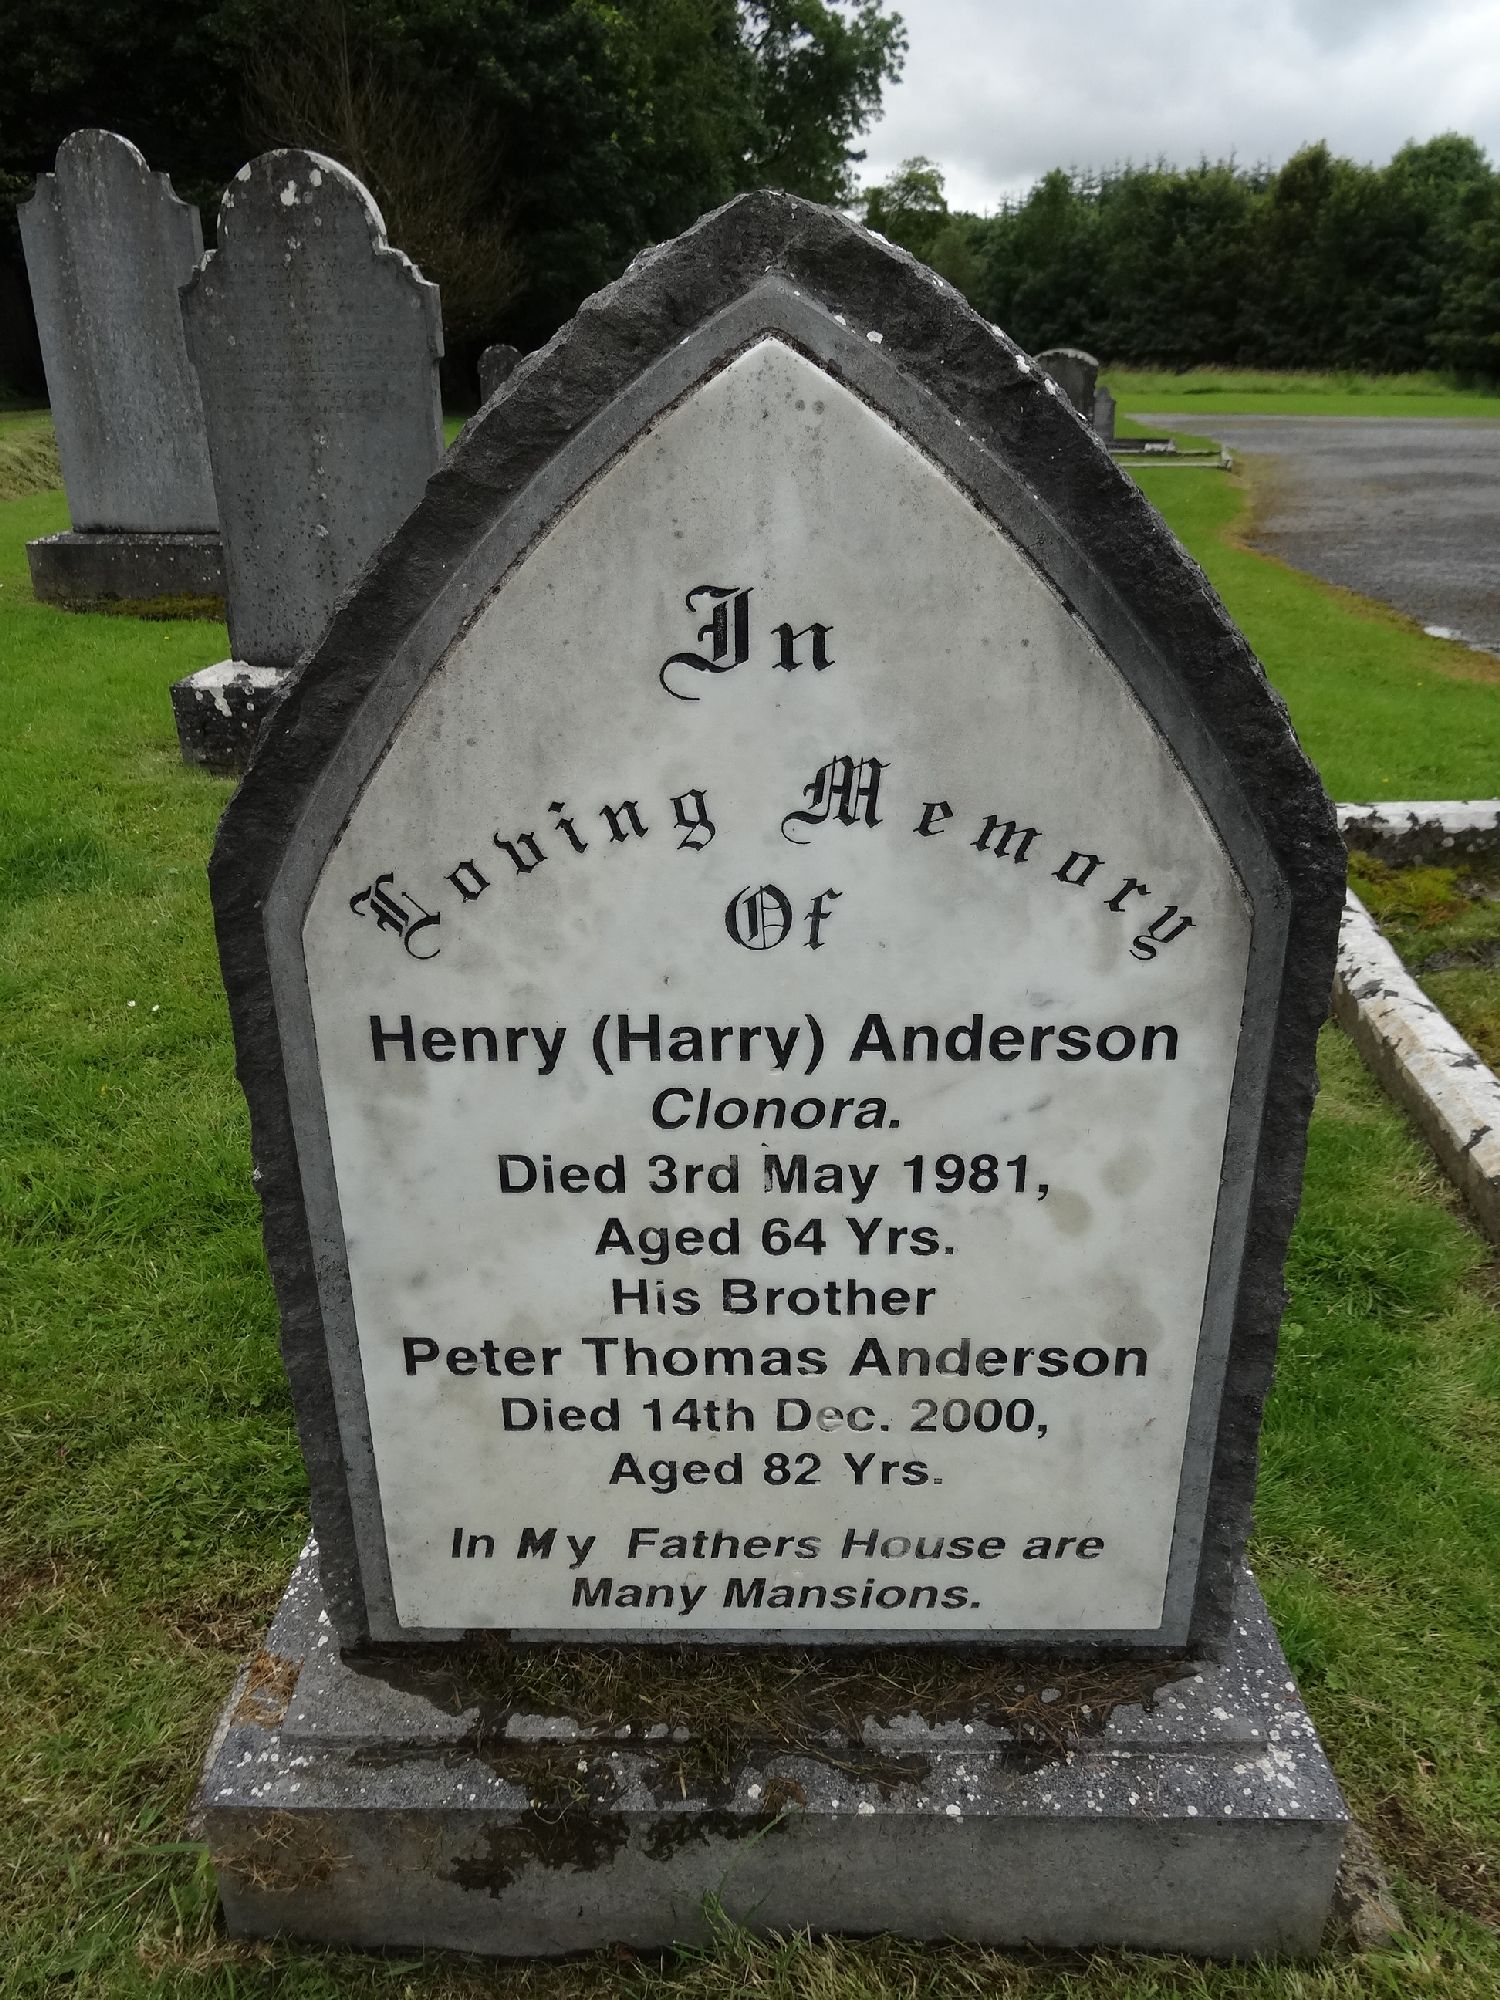 In
Loving Memory
Of
Henry (Harry) Anderson
Clonora.
Died 3rd May 1981,
Aged 64 Yrs.
His Brother
Peter Thomas Anderson
Died 14th Dec. 2000,
Aged 82 Yrs.
In My Fathers House are
Many Mansions.